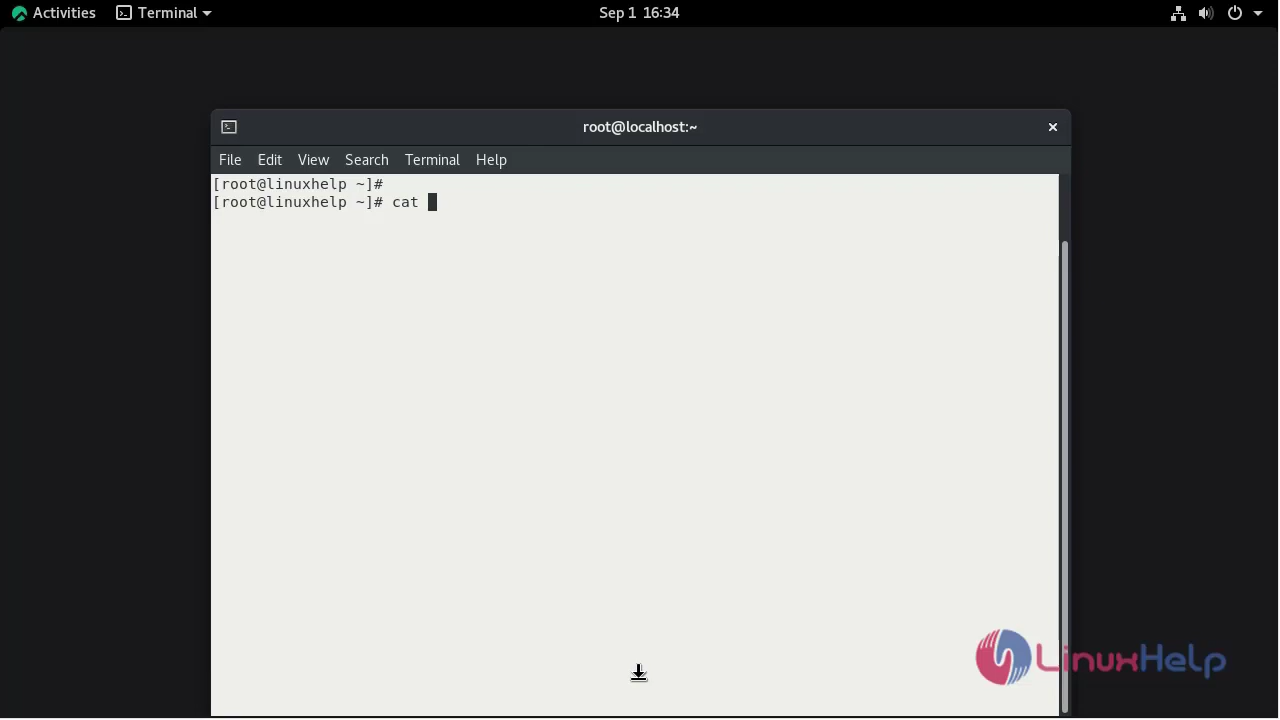 Activities Terminal Sep 1 16:34
root@localhost:~
File Edit View Search Terminal Help
[root@linuxhelp ~]#
[root@linuxhelp ~]# cat
LinuxHelp